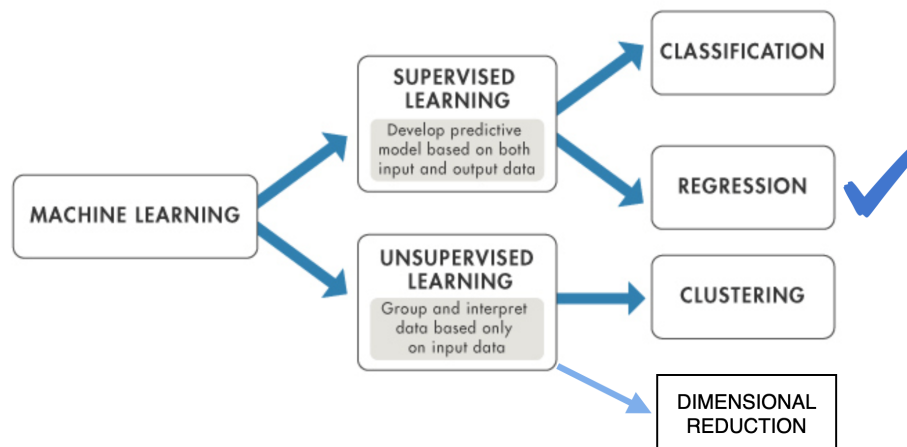 MACHINE LEARNING
SUPERVISED
LEARNING
Develop predictive
model based on both
input and output data
CLASSIFICATION
REGRESSION
UNSUPERVISED
LEARNING
Group and interpret
data based only
on input data
CLUSTERING
DIMENSIONAL
REDUCTION